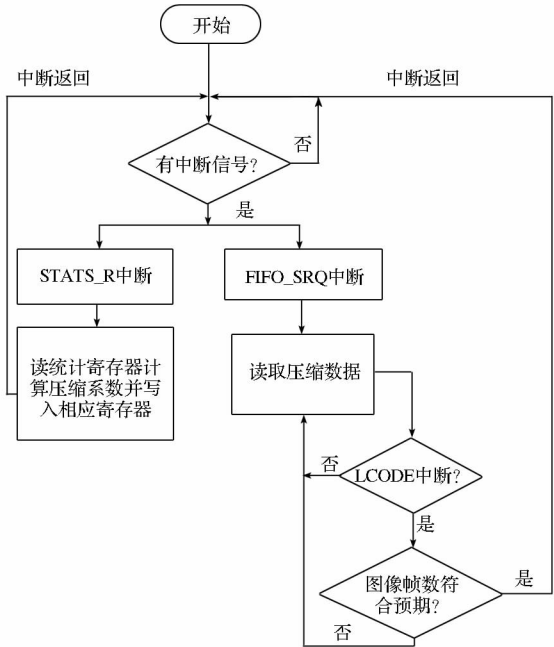 开始
中断返回
中断返回
否
有中断信号?
是
STATS_R中断
FIFO_SRQ中断
读统计寄存器计
算压缩系数并写
入相应寄存器
读取压缩数据
否
LCODE中断?
是
图像帧数符
合预期?
是
否